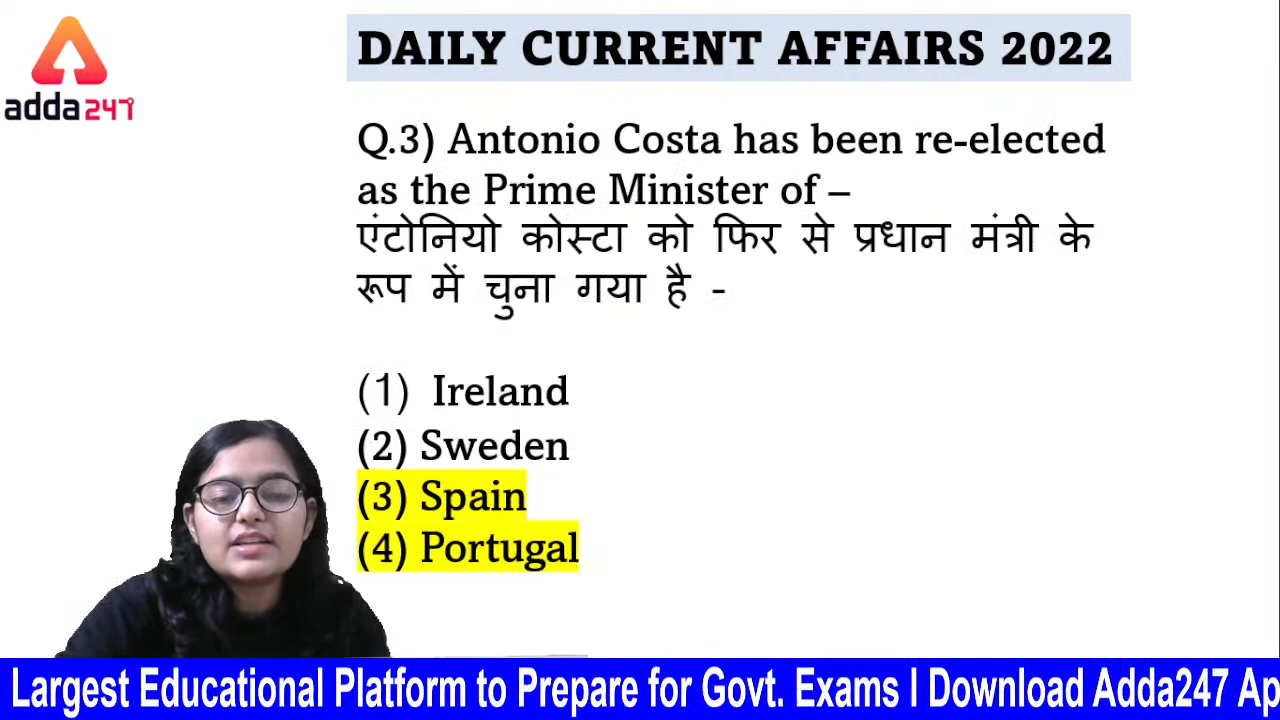 adda247
DAILY CURRENT AFFAIRS 2022
Q.3) Antonio Costa has been re-elected
as the Prime Minister of –
एंटोनियो कोस्टा को फिर से प्रधान मंत्री के
रूप में चुना गया है -
(1) Ireland
(2) Sweden
(3) Spain
(4) Portugal
Largest Educational Platform to Prepare for Govt. Exams I Download Adda247 Ap